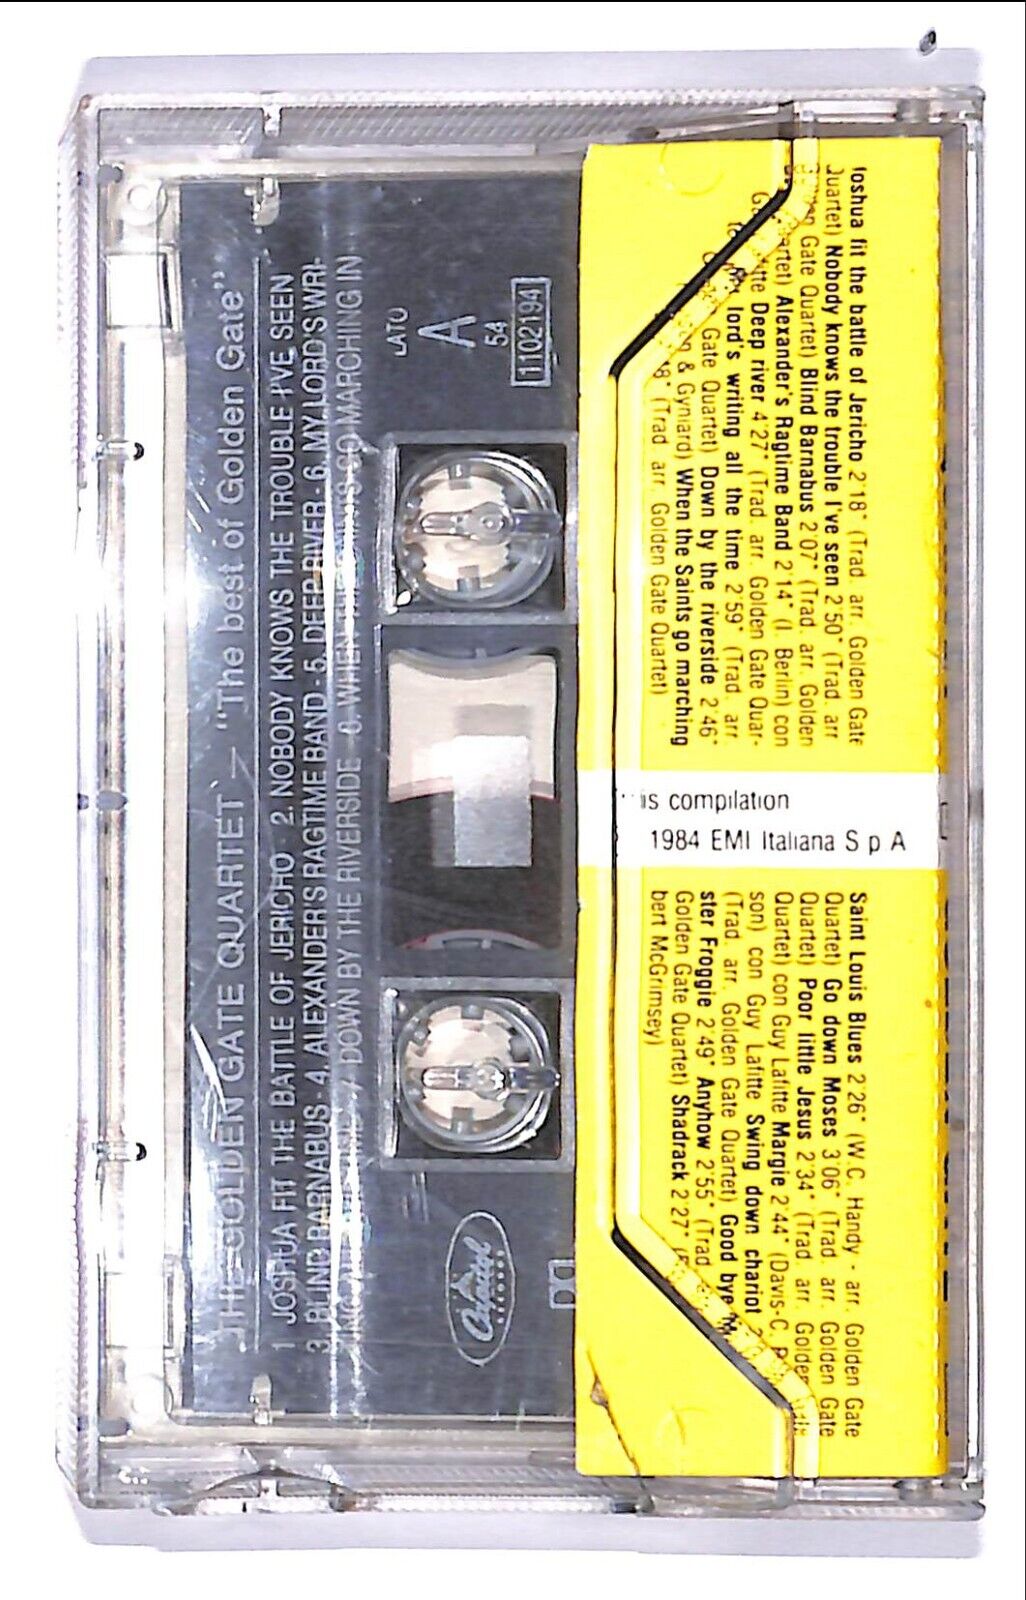 THE GOLDEN GATE QUARTET - "The best of Golden Gate"
1 JOSHUA FIT THE BATTLE OF JERICHO - 2. NOBODY KNOWS THE TROUBLE I'VE SEEN
3. BLIND BARNABUS - 4. ALEXANDER'S RAGTIME BAND - 5. DEEP RIVER - 6. MY LORD'S WRI-
7 DOWN BY THE RIVERSIDE WHEN THE GO MARCHING IN
LATO
A
54
1102194
Capitol
RECORDS
Joshua fit the battle of Jericho 2'18" (Trad. arr. Golden Gate
Quartet) Nobody knows the trouble I've seen 2'50" (Trad. arr
Gate Quartet) Blind Barnabus 2'07" (Trad. arr. Golden
Alexander's Ragtime Band 2'14" (I. Berlin) con
Deep river 4'27" (Trad. arr. Golden Gate Quar-
lord's writing all the time 2'59" (Trad. arr
Gate Quartet) Down by the riverside 2'46"
& Gyniard) When the Saints go marching
(Trad. arr. Golden Gate Quartet)
is compilation
1984 EMI Italiana S p A
Saint Louis Blues 2'26" (W.C. Handy - arr. Golden Gate
Quartet) Go down Moses 3'06" (Trad. arr. Golden Gate
Quartet) Poor little Jesus 2'34" (Trad. arr. Golden Gate
Quartet) con Guy Lafitte Margie 2'44" (Davis-C.
son) con Guy Lafitte Swing down chariot
(Trad. arr. Golden Gate Quartet) Good bye
ster Froggie 2'49" Anyhow 2'55" (Trad
Golden Gate Quartet) Shadrack 2'27"
bert McGrimsey)